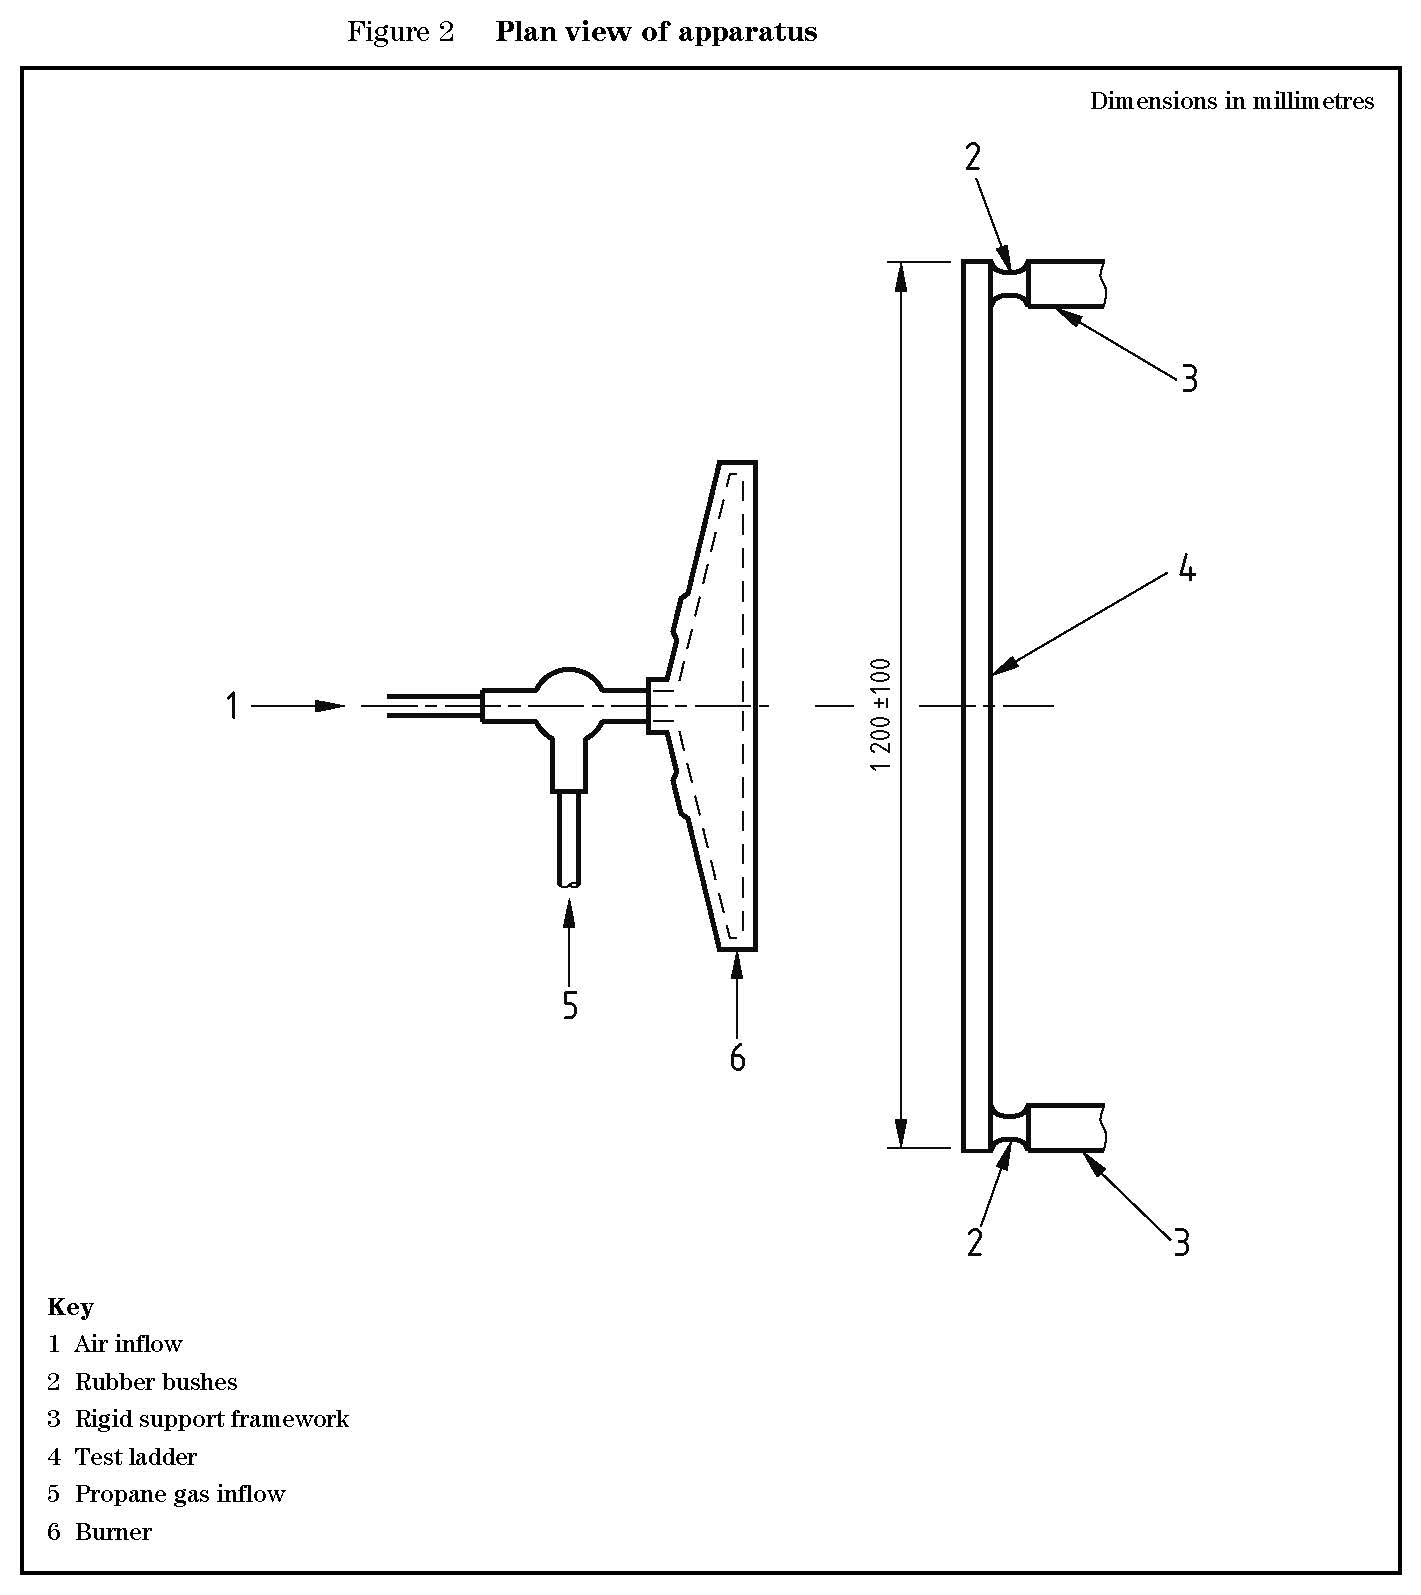 Figure 2 Plan view of apparatus
Dimensions in millimetres
2
3
4
1 200 ±100
1
5
6
2
3
Key
1 Air inflow
2 Rubber bushes
3 Rigid support framework
4 Test ladder
5 Propane gas inflow
6 Burner